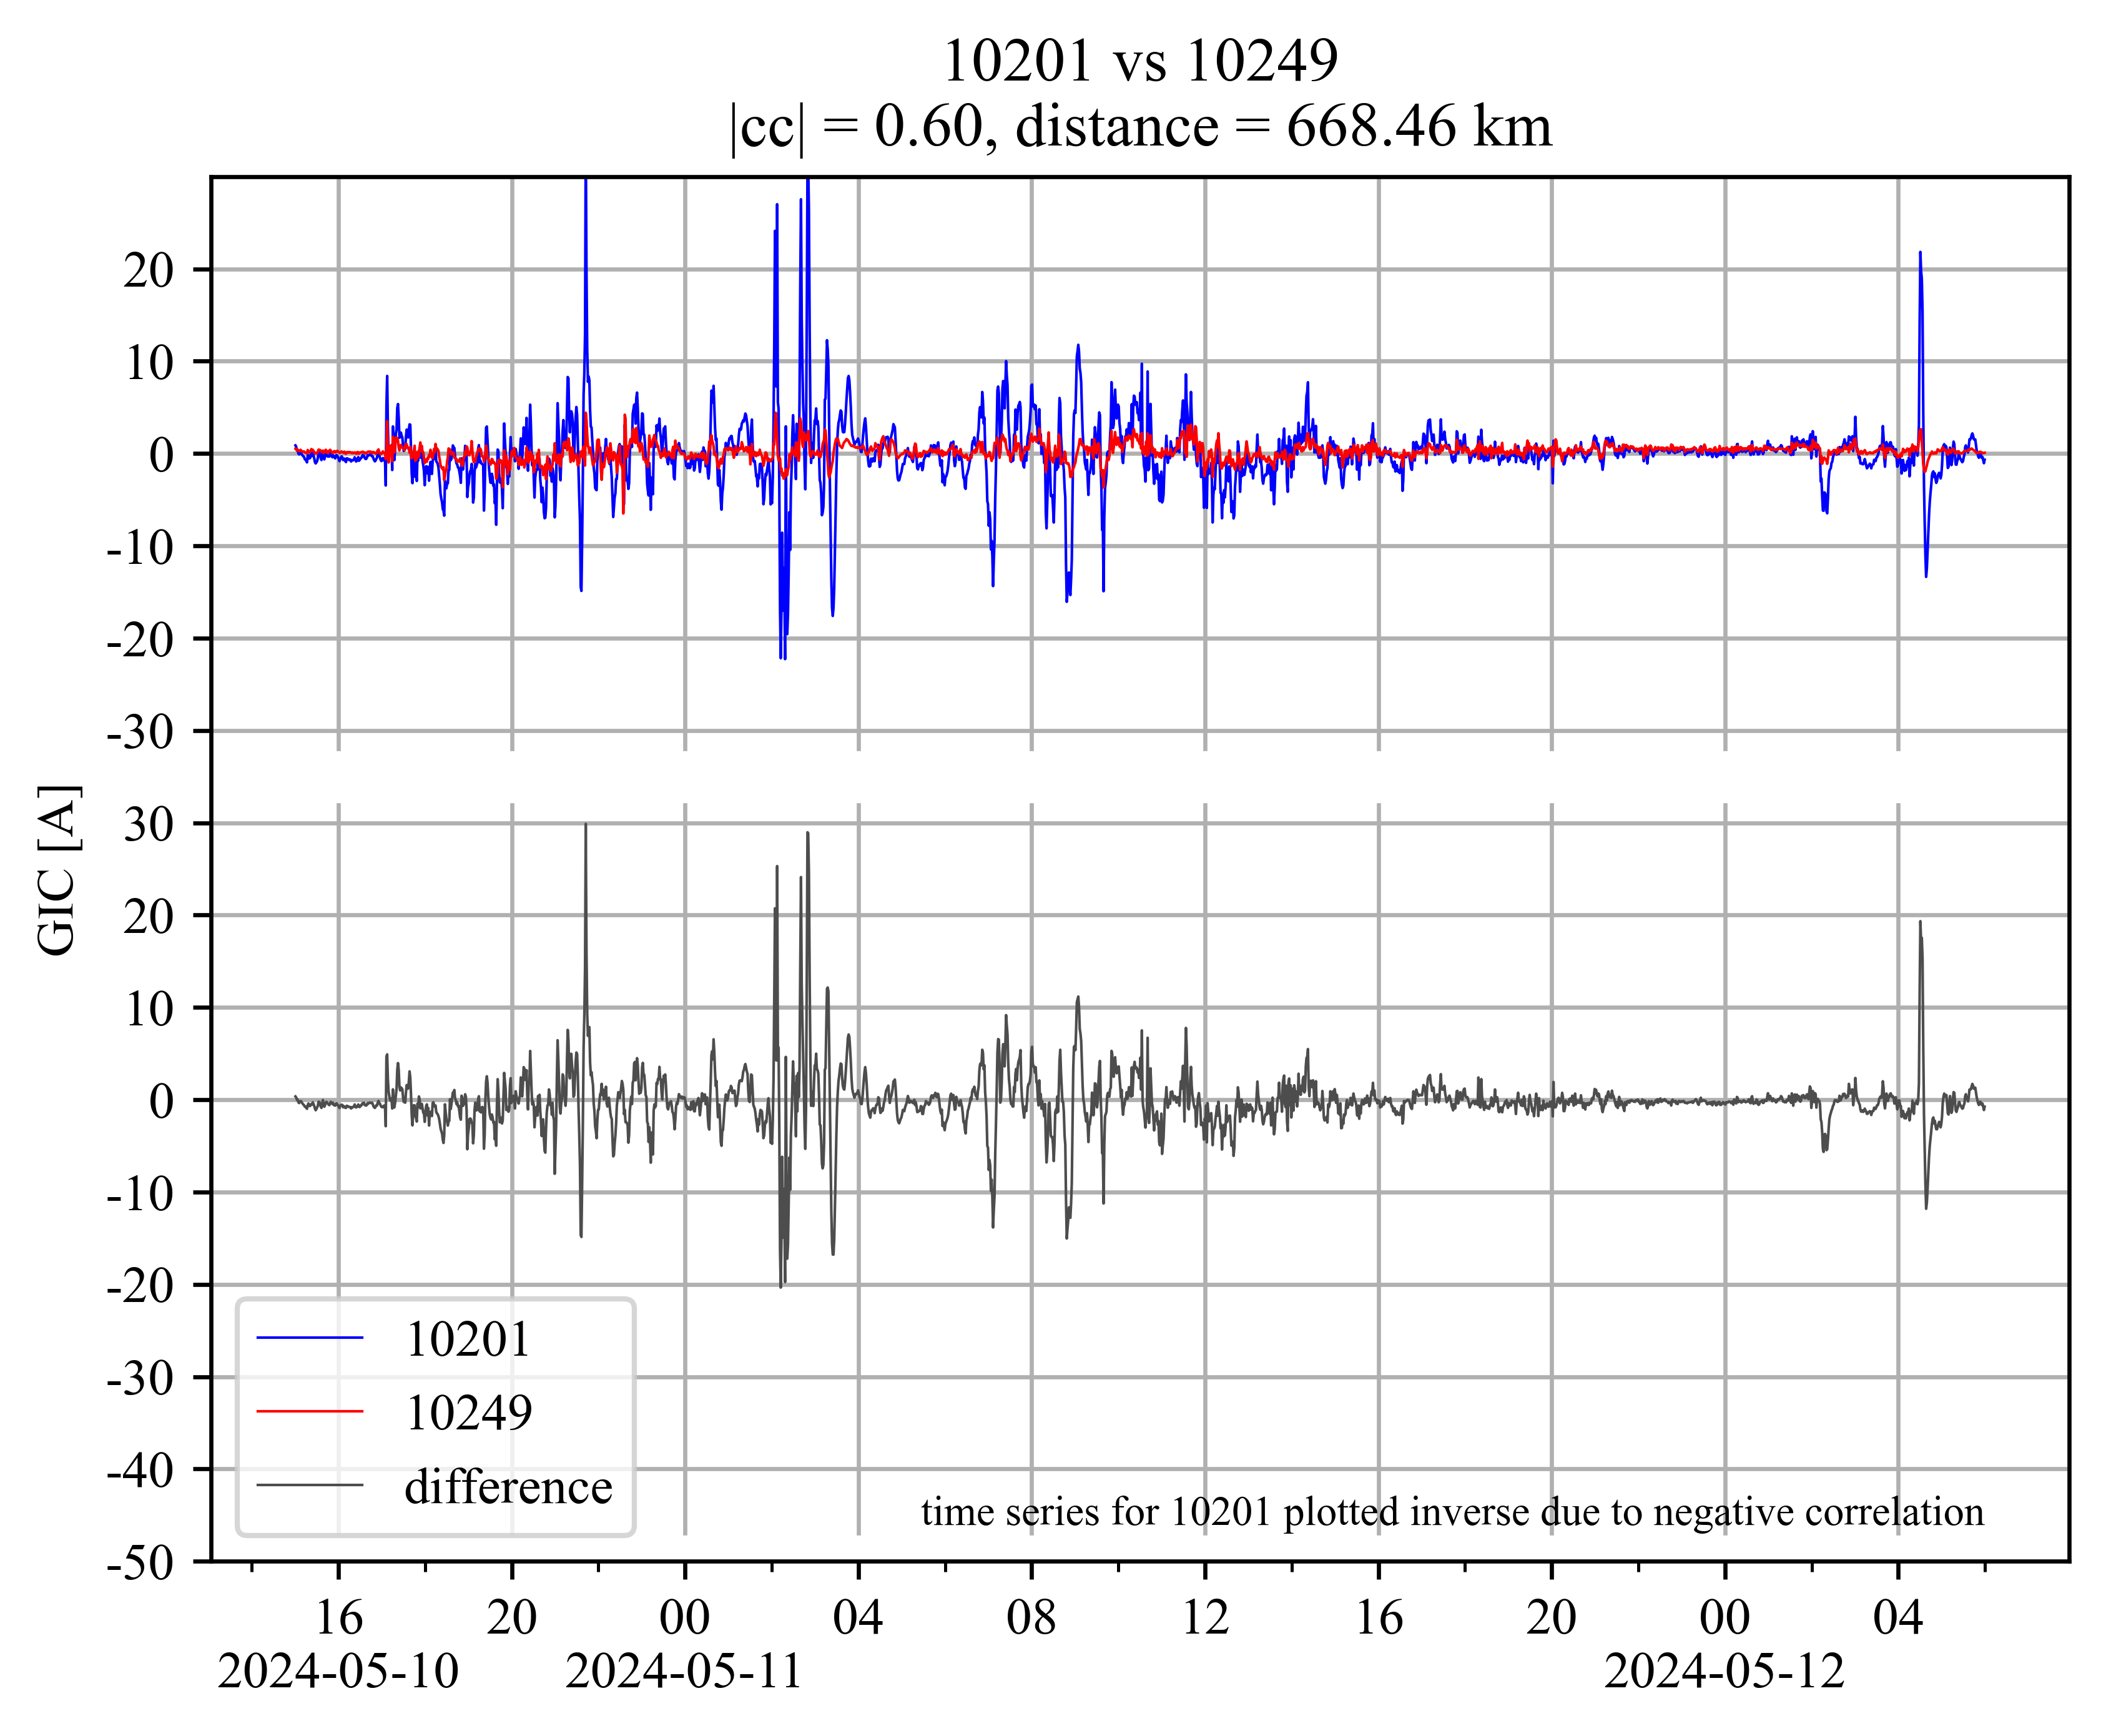 10201 vs 10249
|cc| = 0.60, distance = 668.46 km
20
10
0
-10
-20
-30
30
20
10
0
-10
-20
-30
-40
-50
GIC [A]
10201
10249
difference
time series for 10201 plotted inverse due to negative correlation
16 20 00 04 08 12 16 20 00 04
2024-05-10 2024-05-11 2024-05-12